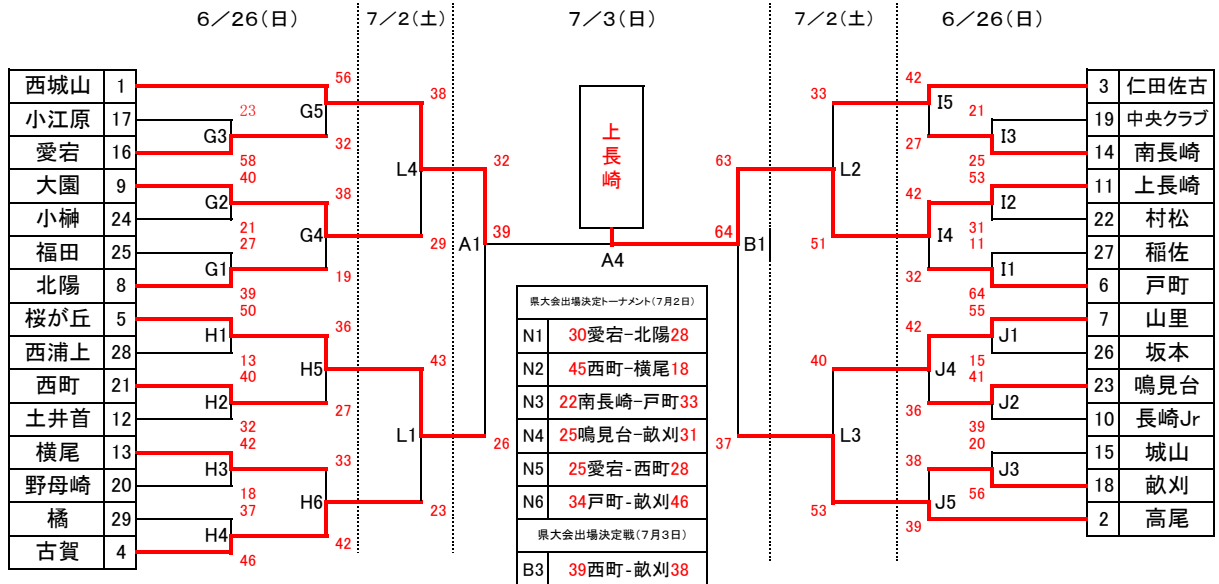 6／26(日)
7／2(土)
7／3(日)
7／2(土)
6／26(日)
西城山 1
小江原 17
愛宕 16
大園 9
小榊 24
福田 25
北陽 8
桜が丘 5
西浦上 28
西町 21
土井首 12
横尾 13
野母崎 20
橘 29
古賀 4
56
23
G5
G3
32
58
40
38
G2
21
27
G4
G1
19
39
50
36
H1
13
40
H5
H2
27
32
42
33
H3
18
37
H6
H4
42
46
38
L4
29
43
L1
23
32
A1
39
26
上長崎
A4
63
64
B1
37
県大会出場決定トーナメント(7月2日)
N1 30愛宕－北陽28
N2 45西町－横尾18
N3 22南長崎－戸町33
N4 25鳴見台－畝刈31
N5 25愛宕-西町28
N6 34戸町-畝刈46
県大会出場決定戦(7月3日)
B3 39西町-畝刈38
33
L2
51
40
L3
53
42
I5
21
27
I3
25
53
42
I2
I4
31
11
32
I1
64
55
42
J1
J4
15
41
36
J2
39
20
38
J3
J5
56
39
3 仁田佐古
19 中央クラブ
14 南長崎
11 上長崎
22 村松
27 稲佐
6 戸町
7 山里
26 坂本
23 鳴見台
10 長崎Jr
15 城山
18 畝刈
2 高尾